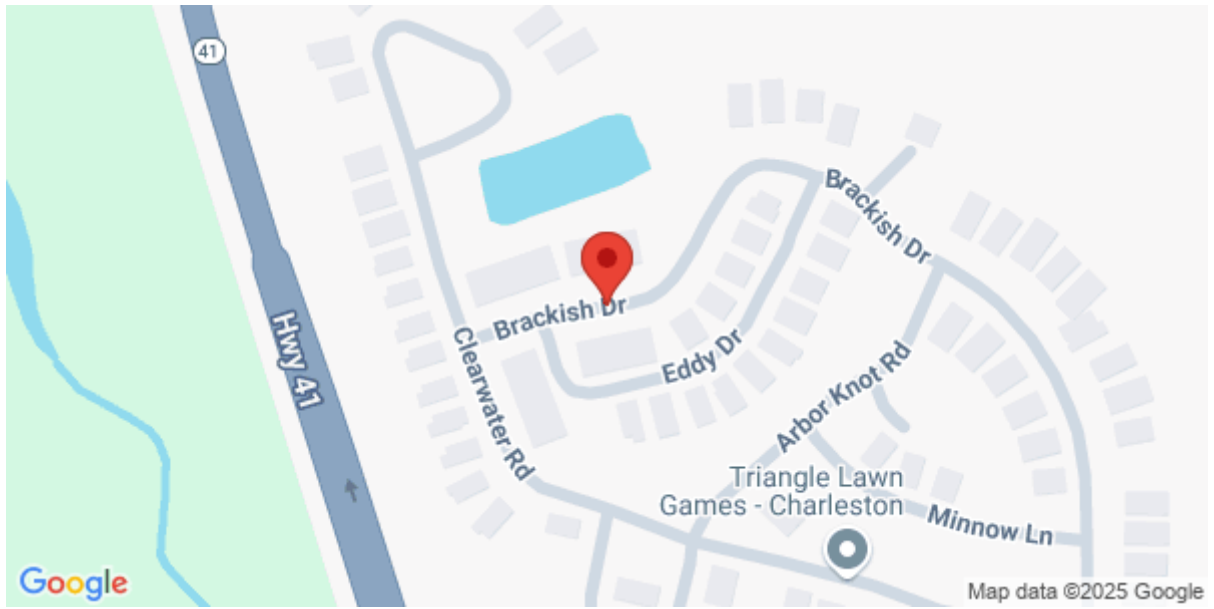 41
Brackish Dr
Hwy 41
Brackish Dr
Clearwater Rd
Eddy Dr
Arbor Knot Rd
Triangle Lawn
Games - Charleston
Minnow Ln
Google
Map data ©2025 Google